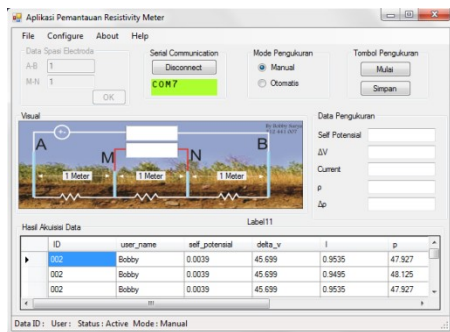 Aplikasi Pemantauan Resistivity Meter
File Configure About Help
Data Spasi Electroda
A-B 1
M-N 1
OK
Serial Communication
Disconnect
COM7
Mode Pengukuran
Manual
Otomatis
Tombol Pengukuran
Mulai
Simpan
Visual
A
B
M
N
1 Meter 1 Meter 1 Meter
Data Pengukuran
Self Potensial
ΔV
Current
ρ
Δρ
Label11
Hasil Akuisisi Data
ID user_name self_potensial delta_v I p
002 Bobby 0.0039 45.699 0.9535 47.927
002 Bobby 0.0039 45.699 0.9495 48.125
002 Bobby 0.0039 45.699 0.9535 47.927
Data ID : User : Status : Active Mode : Manual